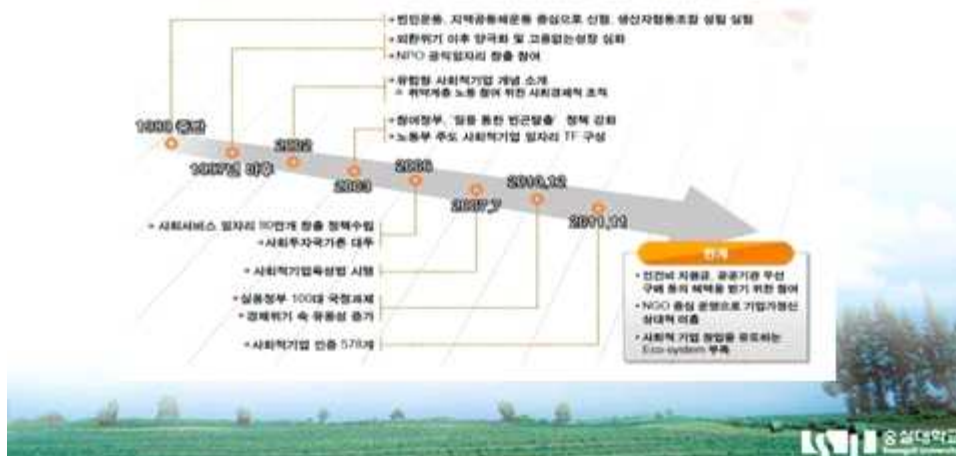 • 빈민운동, 지역공동체운동 중심으로 신협, 생산자협동조합 설립 실험
• 외환위기 이후 양극화 및 고용없는성장 심화
• NPO 공익일자리 창출 참여
• 유럽형 사회적기업 개념 소개
취약계층 노동 참여 위한 사회경제적 조직
• 참여정부, '일을 통한 빈곤탈출' 정책 강화
• 노동부 주도 사회적기업 일자리 TF 구성
1980 중반
1997년 이후
2002
2003
2006
2007,7
2010,12
2011,11
• 사회서비스 일자리 80만개 창출 정책수립
• 사회투자국가론 대두
• 사회적기업육성법 시행
• 실용정부 100대 국정과제
• 경제위기 속 유용성 증가
• 사회적기업 인증 578개
한계
• 인건비 지원금, 공공기관 우선
구매 등의 혜택을 받기 위한 참여
• NGO 중심 운영으로 기업가정신
상대적 미흡
• 사회적 기업 창업을 유도하는
Eco-system 부족
숭실대학교
Soongsil University